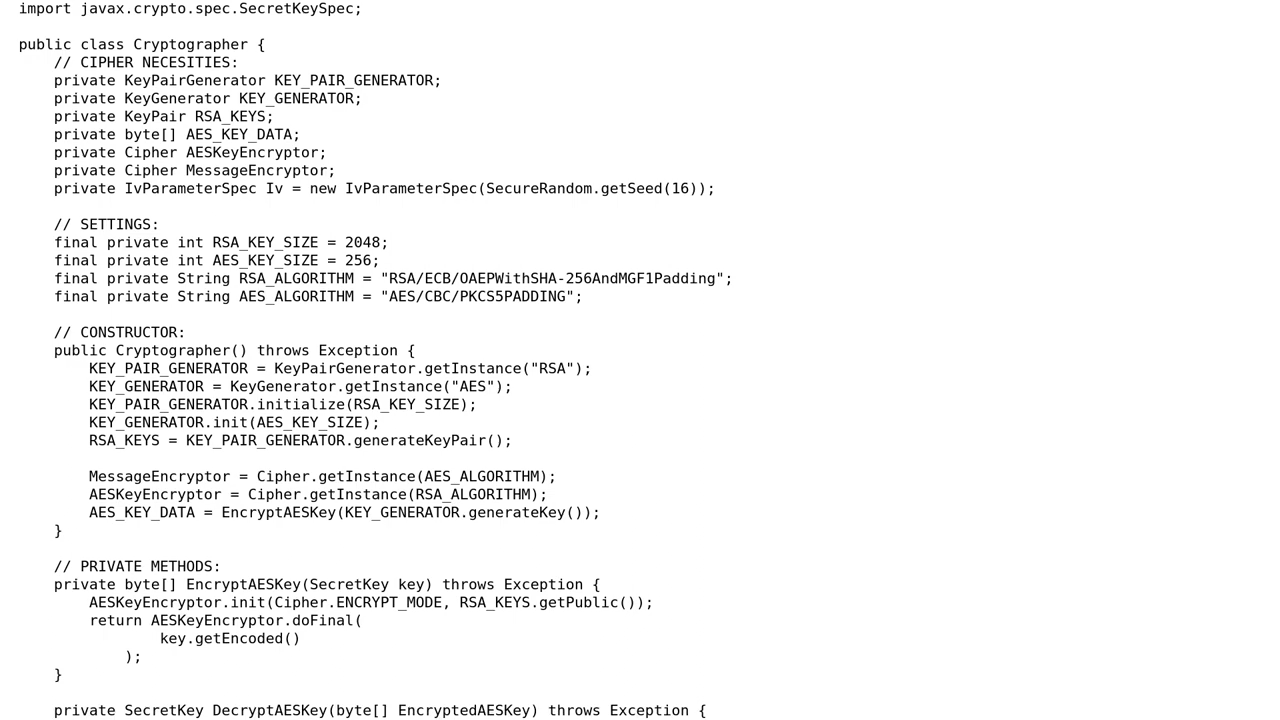 import javax.crypto.spec.SecretKeySpec;
public class Cryptographer {
// CIPHER NECESITIES:
private KeyPairGenerator KEY_PAIR_GENERATOR;
private KeyGenerator KEY_GENERATOR;
private KeyPair RSA_KEYS;
private byte[] AES_KEY_DATA;
private Cipher AESKeyEncryptor;
private Cipher MessageEncryptor;
private IvParameterSpec Iv = new IvParameterSpec(SecureRandom.getSeed(16));
// SETTINGS:
final private int RSA_KEY_SIZE = 2048;
final private int AES_KEY_SIZE = 256;
final private String RSA_ALGORITHM = "RSA/ECB/OAEPWithSHA-256AndMGF1Padding";
final private String AES_ALGORITHM = "AES/CBC/PKCS5PADDING";
// CONSTRUCTOR:
public Cryptographer() throws Exception {
KEY_PAIR_GENERATOR = KeyPairGenerator.getInstance("RSA");
KEY_GENERATOR = KeyGenerator.getInstance("AES");
KEY_PAIR_GENERATOR.initialize(RSA_KEY_SIZE);
KEY_GENERATOR.init(AES_KEY_SIZE);
RSA_KEYS = KEY_PAIR_GENERATOR.generateKeyPair();
MessageEncryptor = Cipher.getInstance(AES_ALGORITHM);
AESKeyEncryptor = Cipher.getInstance(RSA_ALGORITHM);
AES_KEY_DATA = EncryptAESKey(KEY_GENERATOR.generateKey());
}
// PRIVATE METHODS:
private byte[] EncryptAESKey(SecretKey key) throws Exception {
AESKeyEncryptor.init(Cipher.ENCRYPT_MODE, RSA_KEYS.getPublic());
return AESKeyEncryptor.doFinal(
key.getEncoded()
);
}
private SecretKey DecryptAESKey(byte[] EncryptedAESKey) throws Exception {